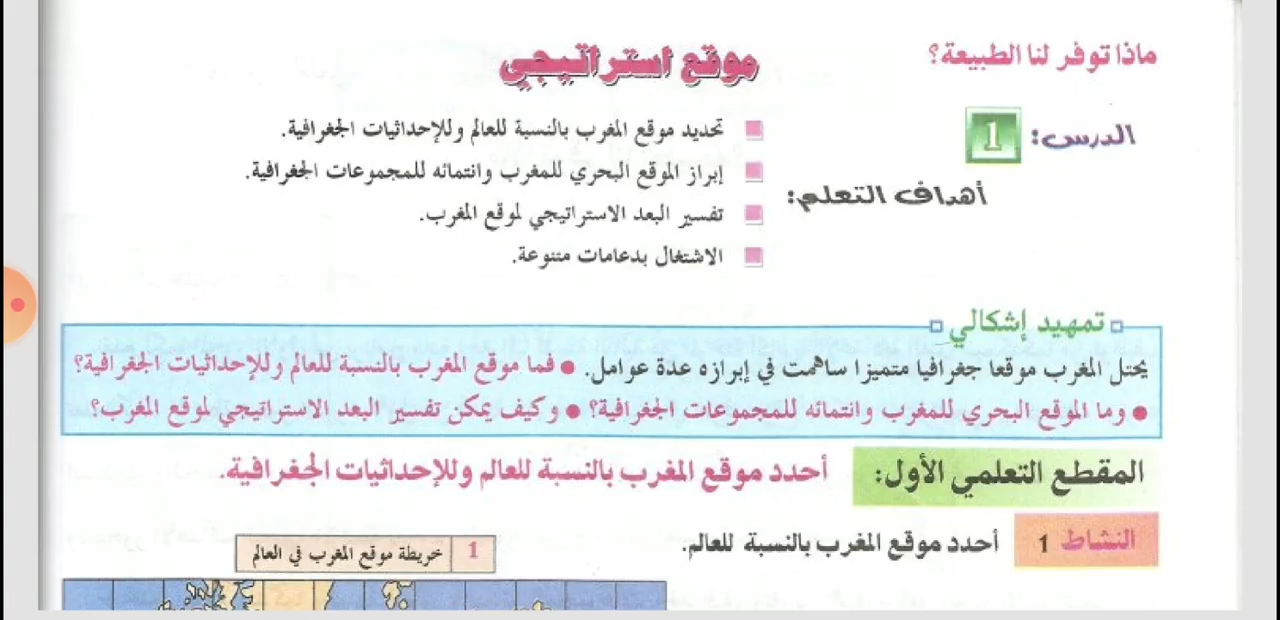 ماذا توفر لنا الطبيعة؟
موقع استراتيجي
الدرس: 1
أهداف التعلم:
تحديد موقع المغرب بالنسبة للعالم وللإحداثيات الجغرافية.
إبراز الموقع البحري للمغرب وانتمائه للمجموعات الجغرافية.
تفسير البعد الاستراتيجي لموقع المغرب.
الاشتغال بدعامات متنوعة.
تمهيد إشكالي
يحتل المغرب موقعا جغرافيا متميزا ساهمت في إبرازه عدة عوامل. ● فما موقع المغرب بالنسبة للعالم وللإحداثيات الجغرافية؟
● وما الموقع البحري للمغرب وانتمائه للمجموعات الجغرافية؟ ● وكيف يمكن تفسير البعد الاستراتيجي لموقع المغرب؟
المقطع التعلمي الأول: أحدد موقع المغرب بالنسبة للعالم وللإحداثيات الجغرافية.
النشاط 1 أحدد موقع المغرب بالنسبة للعالم.
1 خريطة موقع المغرب في العالم